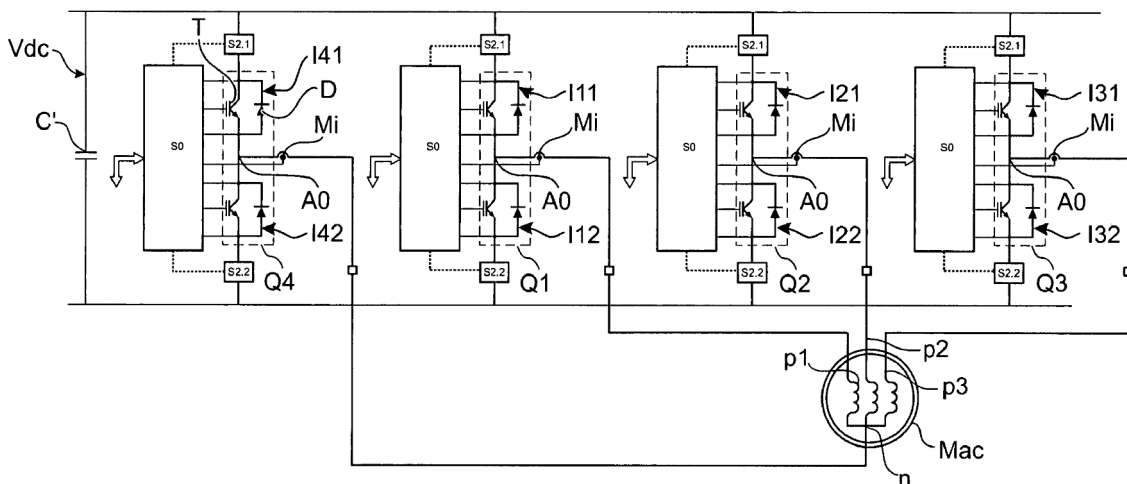 Vdc
C'
S2.1
T
I41
D
Mi
S0
A0
I42
S2.2
Q4
S2.1
I11
Mi
S0
A0
I12
S2.2
Q1
S2.1
I21
Mi
S0
A0
I22
S2.2
Q2
S2.1
I31
Mi
S0
A0
I32
S2.2
Q3
p1
p2
p3
Mac
n